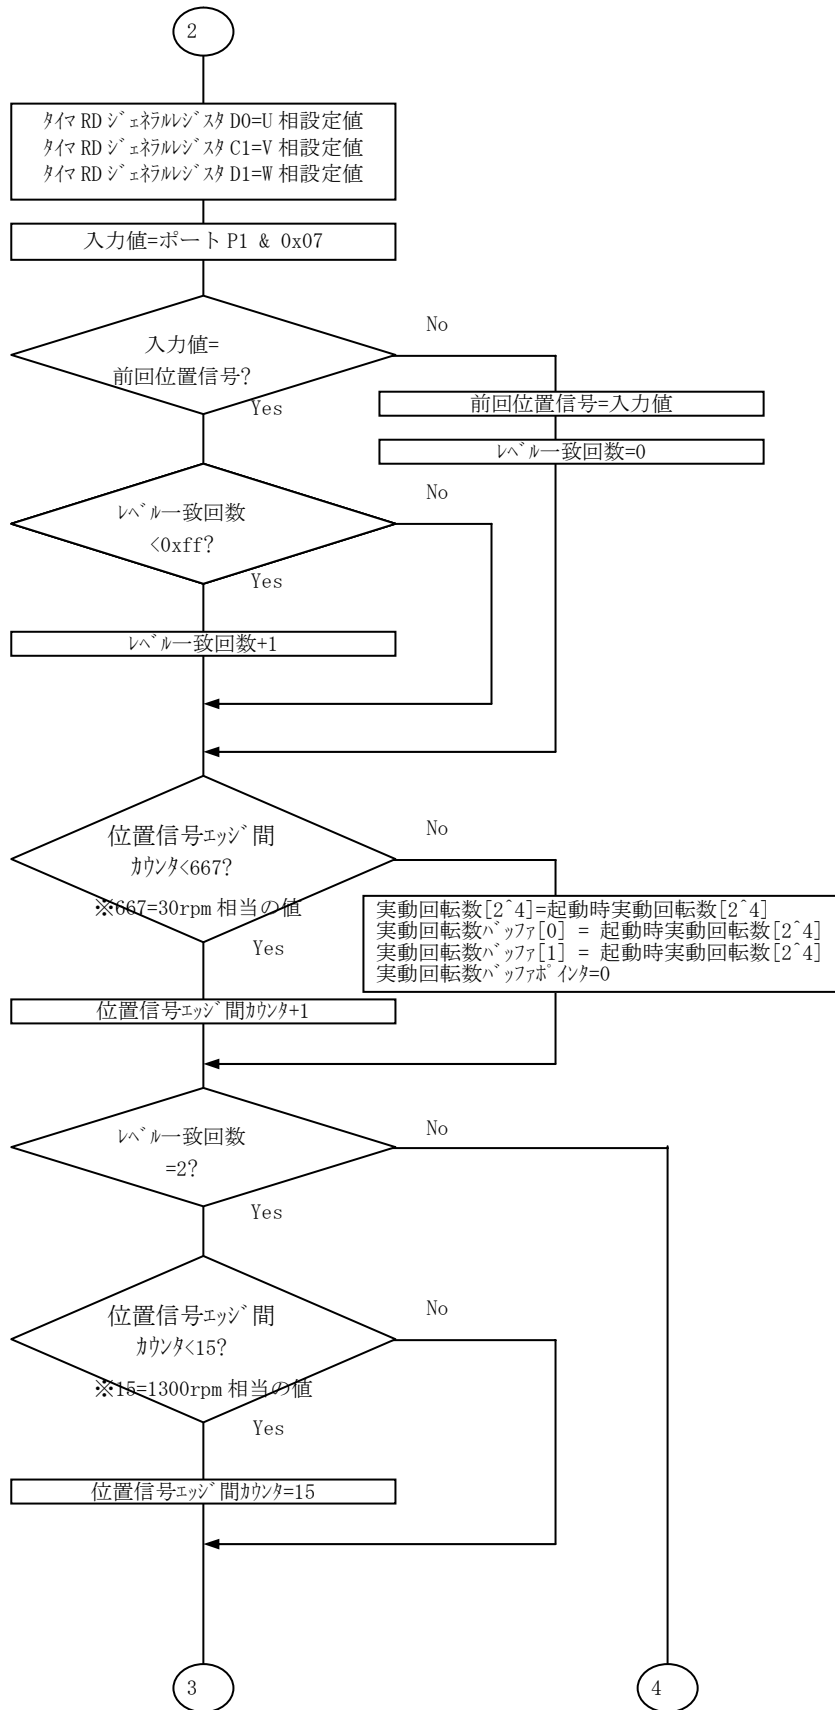 2
ﾀｲﾏ RD ｼﾞｪﾈﾗﾙﾚｼﾞｽﾀ D0=U 相設定値
ﾀｲﾏ RD ｼﾞｪﾈﾗﾙﾚｼﾞｽﾀ C1=V 相設定値
ﾀｲﾏ RD ｼﾞｪﾈﾗﾙﾚｼﾞｽﾀ D1=W 相設定値
入力値=ポート P1 & 0x07
入力値=
前回位置信号?
No
Yes
前回位置信号=入力値
ﾚﾍﾞﾙ一致回数=0
ﾚﾍﾞﾙ一致回数
<0xff?
No
Yes
ﾚﾍﾞﾙ一致回数+1
位置信号ｴｯｼﾞ間
ｶｳﾝﾀ<667?
※667=30rpm 相当の値
No
Yes
実動回転数[2^4]=起動時実動回転数[2^4]
実動回転数ﾊﾞｯﾌｧ[0] = 起動時実動回転数[2^4]
実動回転数ﾊﾞｯﾌｧ[1] = 起動時実動回転数[2^4]
実動回転数ﾊﾞｯﾌｧﾎﾟｲﾝﾀ=0
位置信号ｴｯｼﾞ間ｶｳﾝﾀ+1
ﾚﾍﾞﾙ一致回数
=2?
No
Yes
位置信号ｴｯｼﾞ間
ｶｳﾝﾀ<15?
※15=1300rpm 相当の値
No
Yes
位置信号ｴｯｼﾞ間ｶｳﾝﾀ=15
3
4